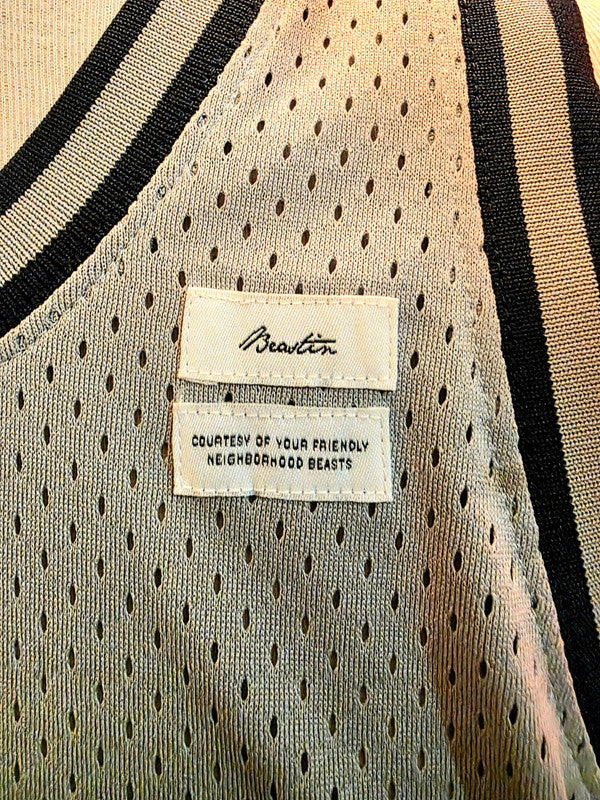 Beastin
COURTESY OF YOUR FRIENDLY
NEIGHBORHOOD BEASTS